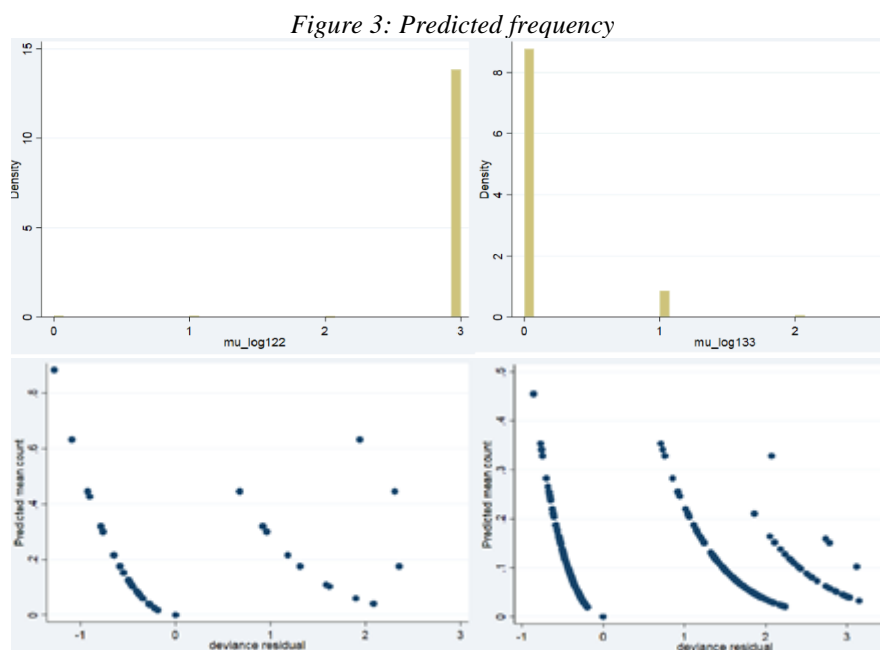 Figure 3: Predicted frequency
15
10
5
0
Density
0 1 2 3
mu_log122
8
6
4
2
0
Density
0 1 2
mu_log133
.8
.6
.4
.2
0
Predicted mean count
-1 0 1 2 3
deviance residual
.5
.4
.3
.2
.1
0
Predicted mean count
-1 0 1 2 3
deviance residual